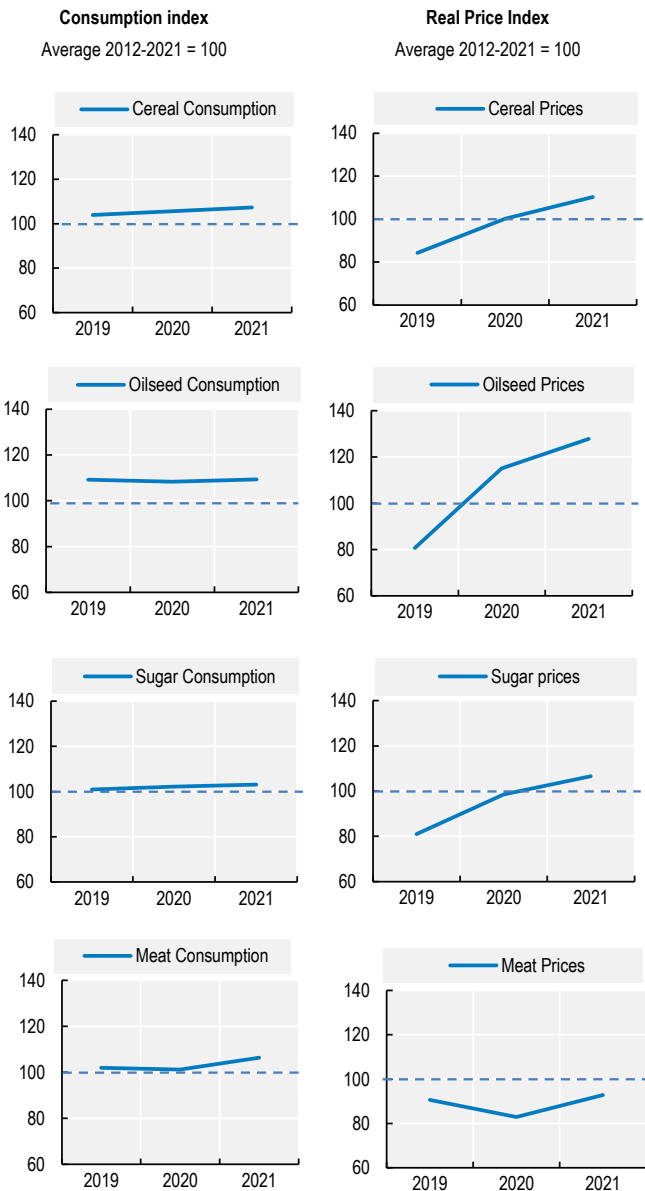 Consumption index
Average 2012-2021 = 100
Real Price Index
Average 2012-2021 = 100
Cereal Consumption
140
120
100
80
60
2019 2020 2021
Cereal Prices
140
120
100
80
60
2019 2020 2021
Oilseed Consumption
140
120
100
80
60
2019 2020 2021
Oilseed Prices
140
120
100
80
60
2019 2020 2021
Sugar Consumption
140
120
100
80
60
2019 2020 2021
Sugar prices
140
120
100
80
60
2019 2020 2021
Meat Consumption
140
120
100
80
60
2019 2020 2021
Meat Prices
140
120
100
80
60
2019 2020 2021